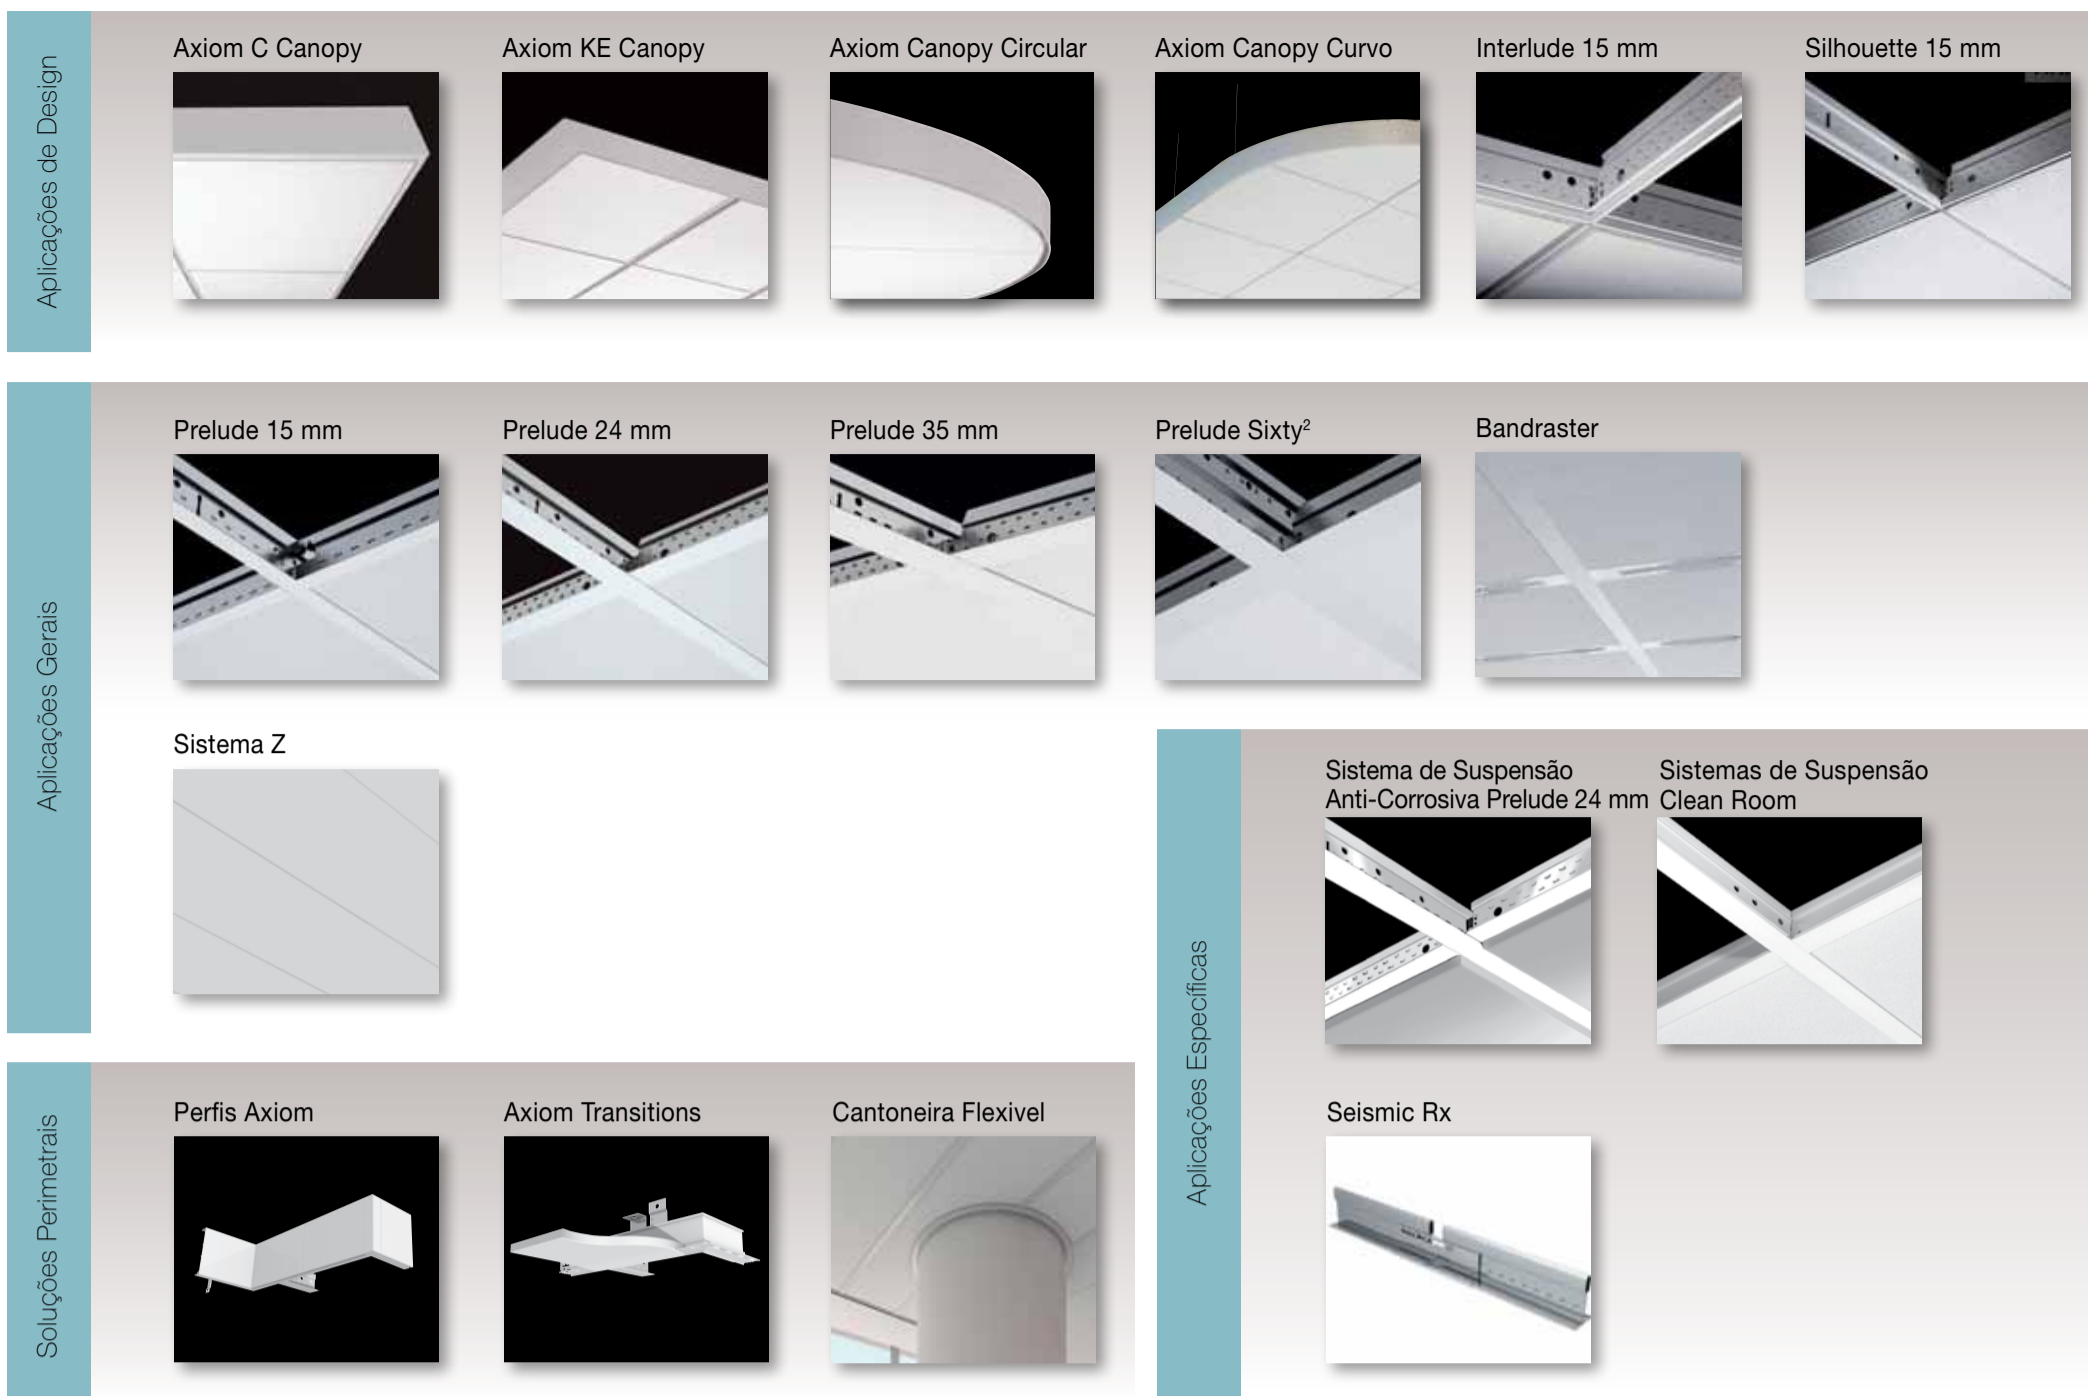 Aplicações de Design
Axiom C Canopy
Axiom KE Canopy
Axiom Canopy Circular
Axiom Canopy Curvo
Interlude 15 mm
Silhouette 15 mm
Aplicações Gerais
Prelude 15 mm
Prelude 24 mm
Prelude 35 mm
Prelude Sixty²
Bandraster
Sistema Z
Aplicações Específicas
Sistema de Suspensão
Anti-Corrosiva Prelude 24 mm
Sistemas de Suspensão
Clean Room
Seismic Rx
Soluções Perimetrais
Perfis Axiom
Axiom Transitions
Cantoneira Flexivel